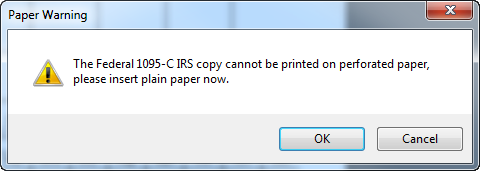 Paper Warning
The Federal 1095-C IRS copy cannot be printed on perforated paper,
please insert plain paper now.
OK
Cancel